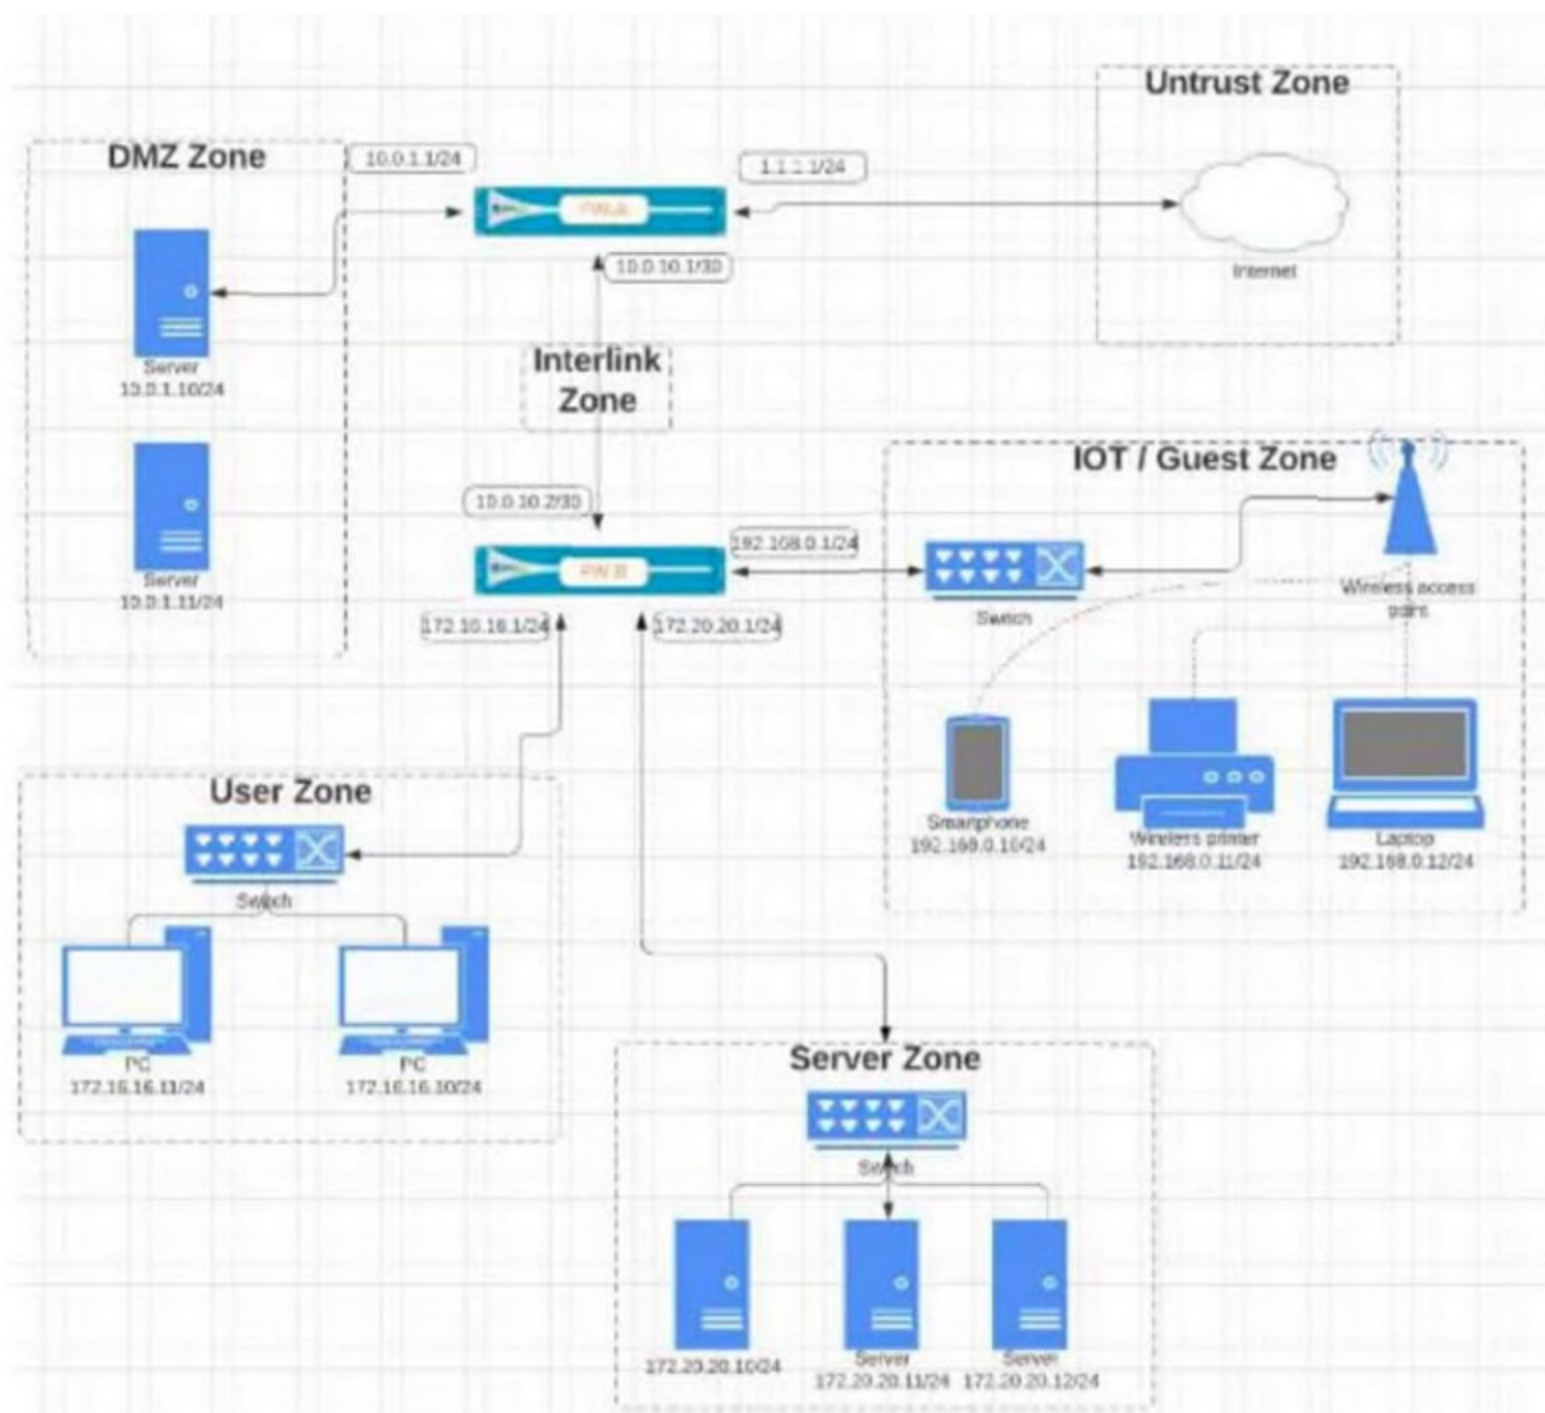 Untrust Zone
DMZ Zone
10.0.1.1/24
1.1.1.1/24
FW-A
10.0.10.1/30
Internet
Interlink
Zone
Server
10.0.1.10/24
IOT / Guest Zone
10.0.10.2/30
192.168.0.1/24
FW-B
Server
10.0.1.11/24
172.16.16.1/24
172.20.20.1/24
Switch
Wireless access
point
User Zone
Smartphone
192.168.0.10/24
Wireless printer
192.168.0.11/24
Laptop
192.168.0.12/24
Switch
PC
172.16.16.11/24
PC
172.16.16.10/24
Server Zone
Switch
172.20.20.10/24
Server
172.20.20.11/24
Server
172.20.20.12/24